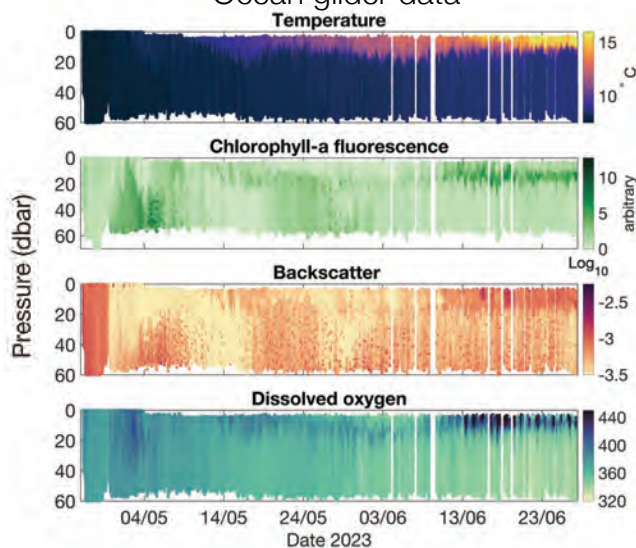 Ocean glider data
Temperature
0
20
40
60
15
10
° C
Chlorophyll-a fluorescence
0
20
40
60
10
5
0
arbitrary
Pressure (dbar)
Backscatter
0
20
40
60
Log10
-2.5
-3
-3.5
Dissolved oxygen
0
20
40
60
440
400
360
320
04/05 14/05 24/05 03/06 13/06 23/06
Date 2023